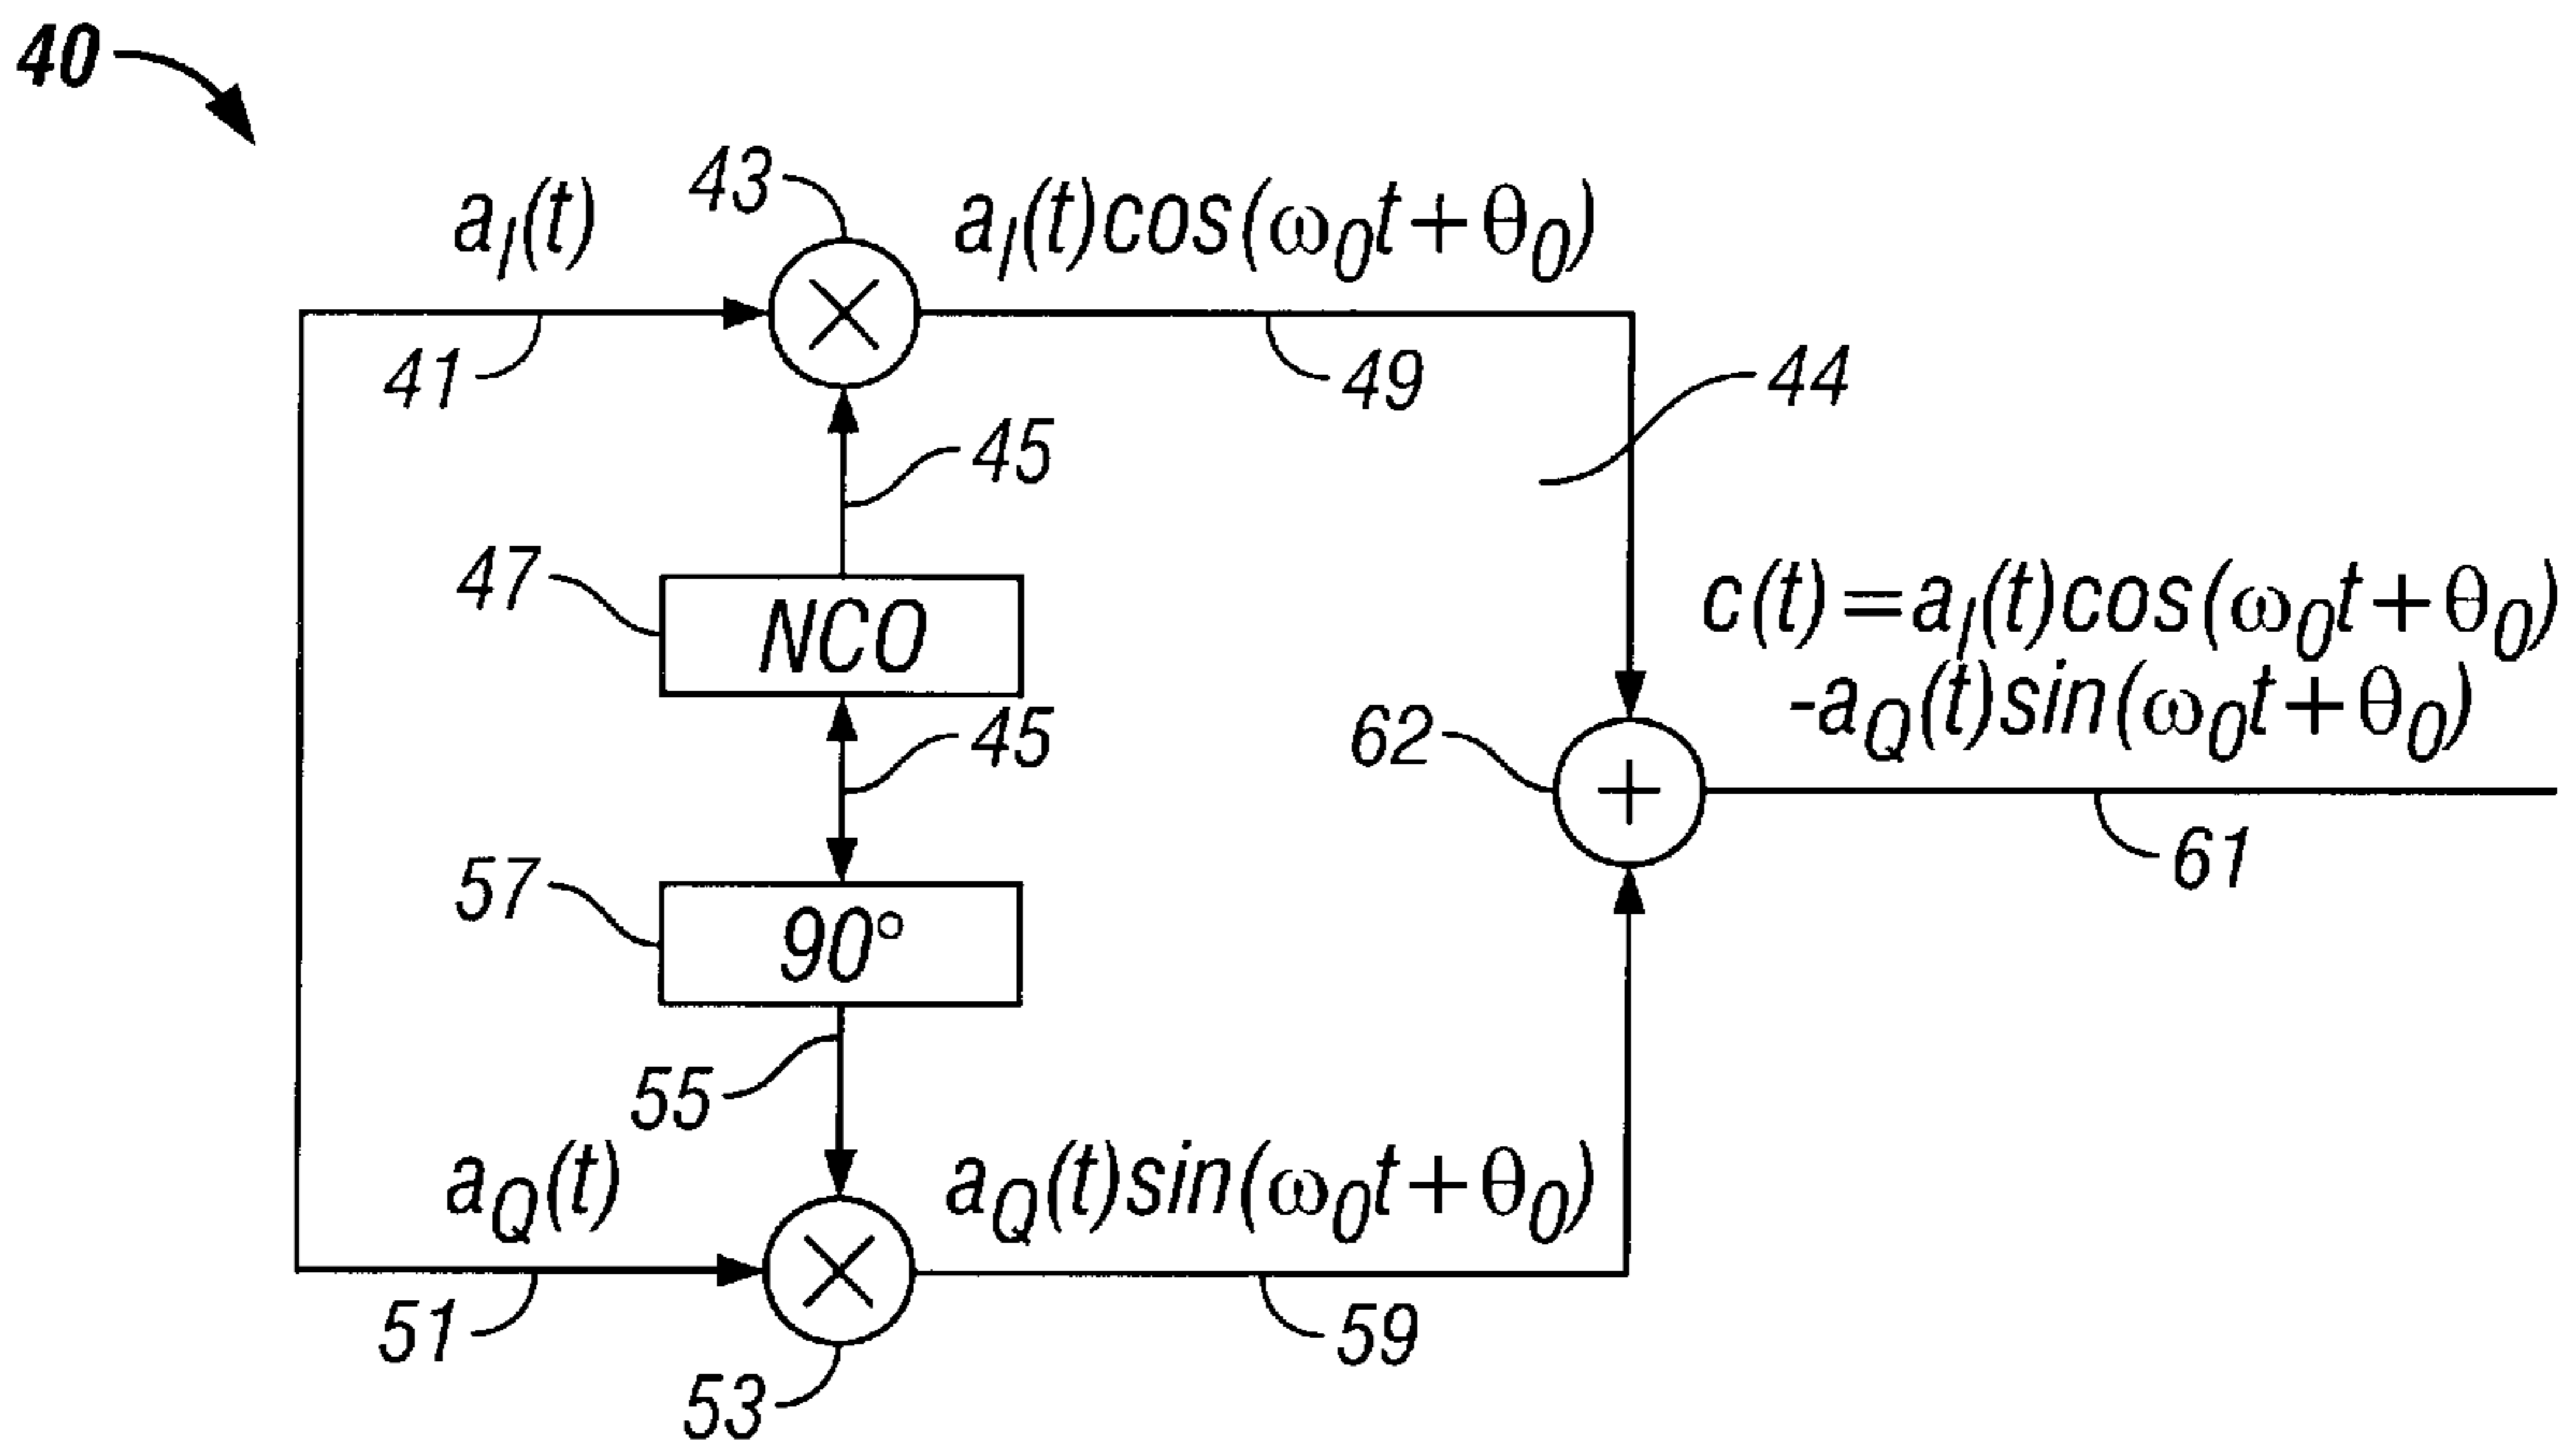 40
43
a_I(t)
a_I(t)cos(ω_0t+θ_0)
41
49
44
45
47
NCO
c(t)=a_I(t)cos(ω_0t+θ_0)
-a_Q(t)sin(ω_0t+θ_0)
45
62
57
90°
61
55
a_Q(t)
a_Q(t)sin(ω_0t+θ_0)
51
59
53